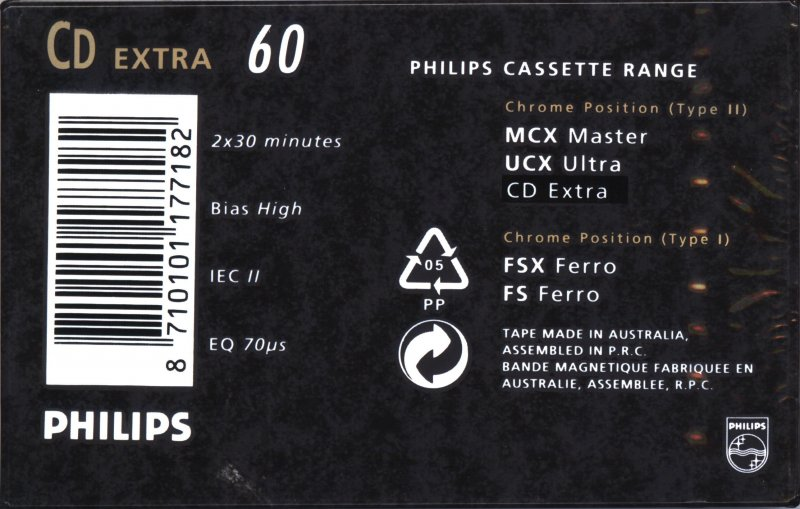 CD EXTRA 60
2x30 minutes
Bias High
IEC II
EQ 70µs
8 710101 177182
PHILIPS
PHILIPS CASSETTE RANGE
Chrome Position (Type II)
MCX Master
UCX Ultra
CD Extra
Chrome Position (Type I)
FSX Ferro
FS Ferro
05
PP
TAPE MADE IN AUSTRALIA,
ASSEMBLED IN P.R.C.
BANDE MAGNETIQUE FABRIQUEE EN
AUSTRALIE, ASSEMBLEE, R.P.C.
PHILIPS